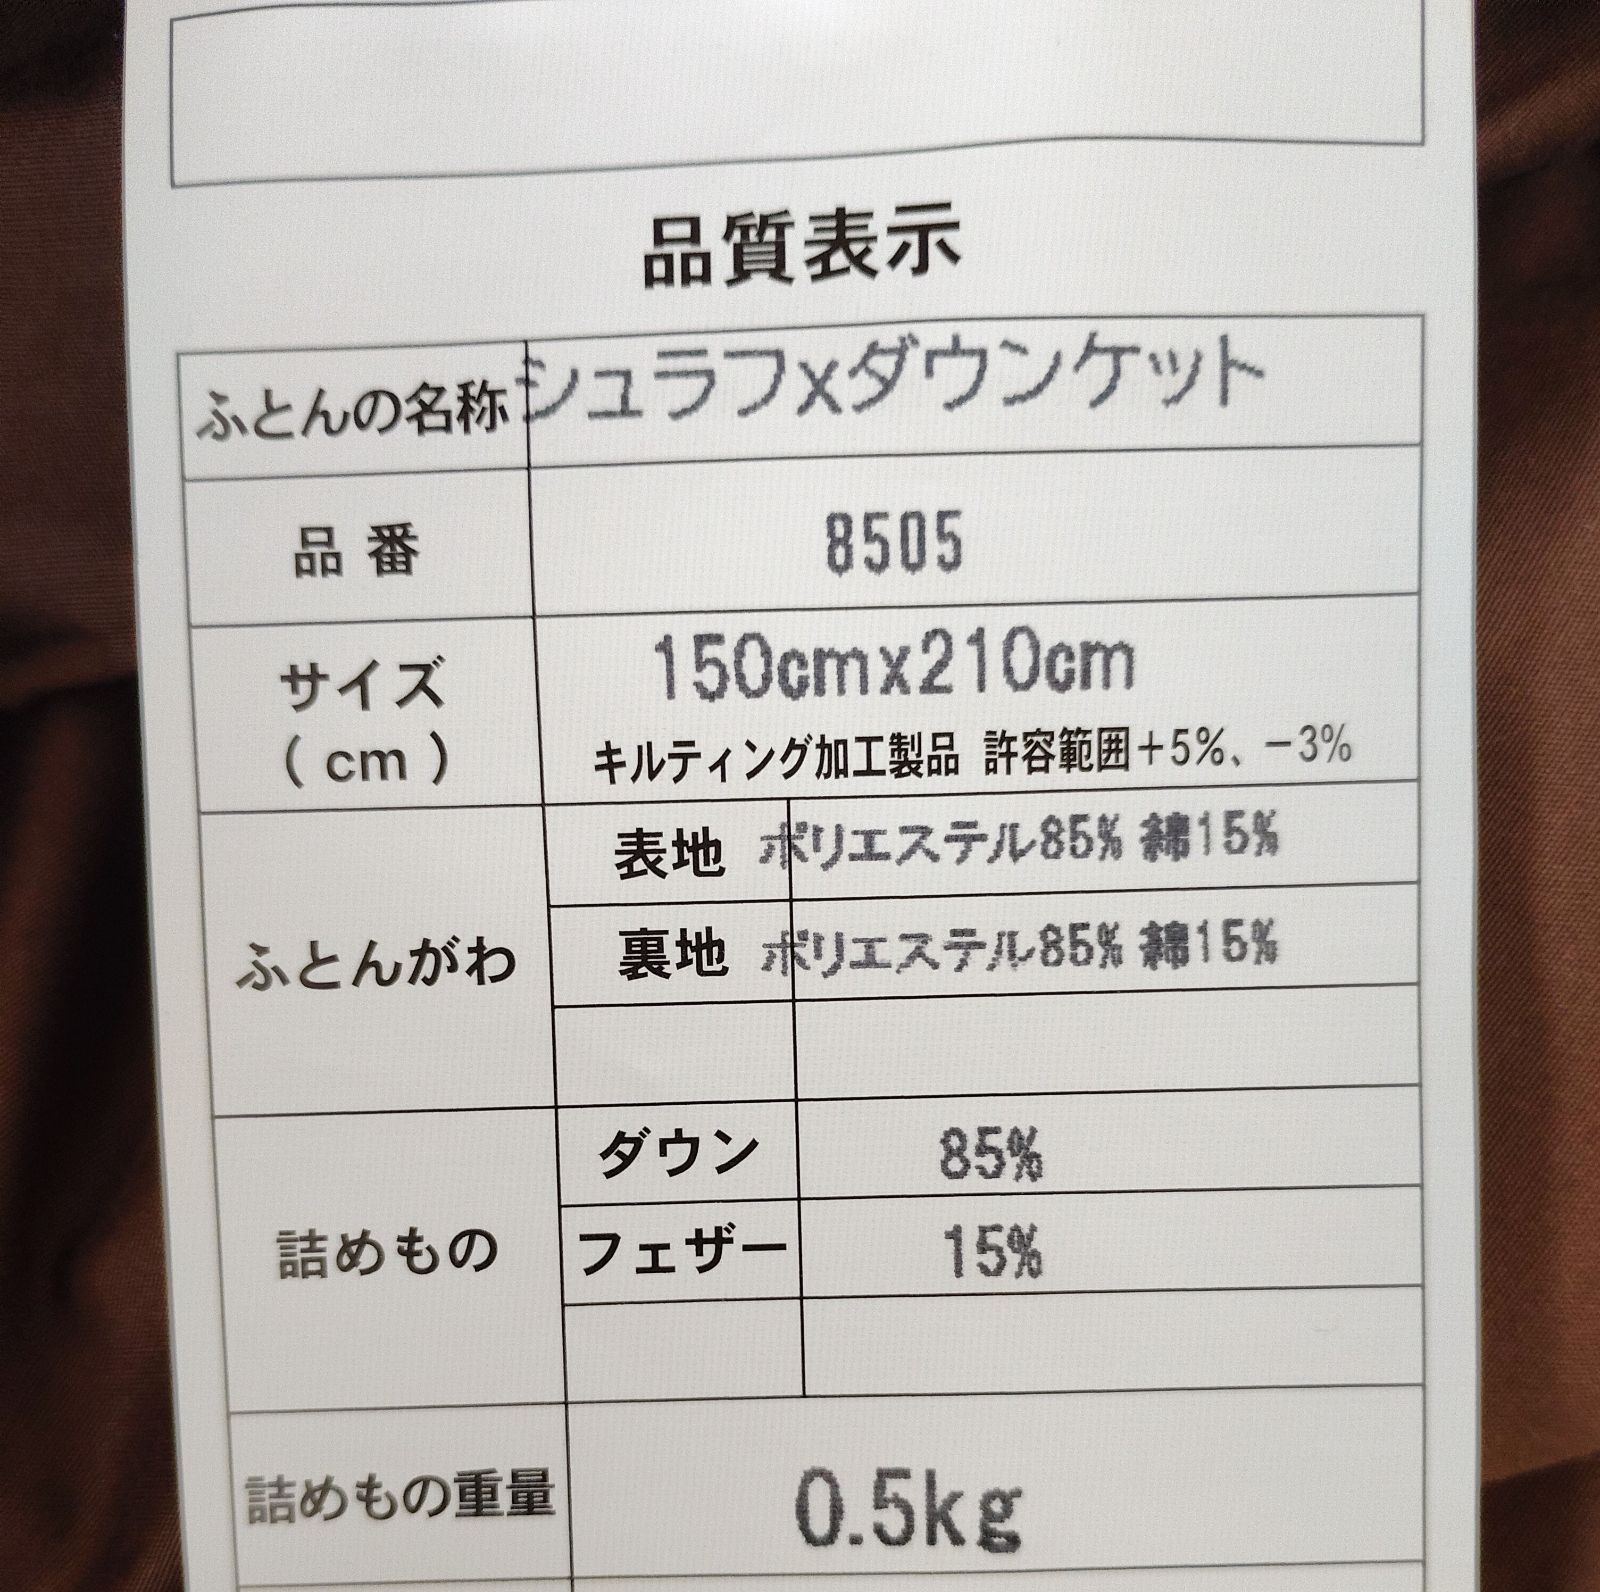 品質表示
ふとんの名称 シュラフxダウンケット
品番 8505
サイズ 150cmx210cm
(cm) キルティング加工製品 許容範囲+5%、-3%
表地 ポリエステル85% 綿15%
ふとんがわ 裏地 ポリエステル85% 綿15%
ダウン 85%
詰めもの フェザー 15%
詰めもの重量 0.5kg